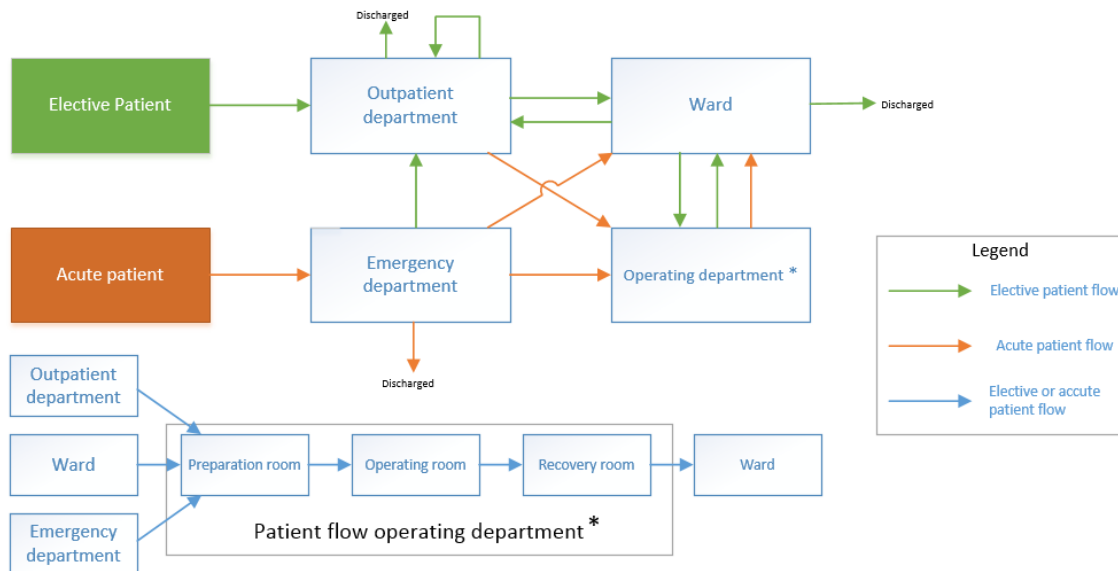 Discharged
Elective Patient
Outpatient
department
Ward
Discharged
Acute patient
Emergency
department
Operating department *
Legend
Elective patient flow
Acute patient flow
Elective or accute
patient flow
Discharged
Outpatient
department
Ward
Preparation room
Operating room
Recovery room
Ward
Emergency
department
Patient flow operating department *